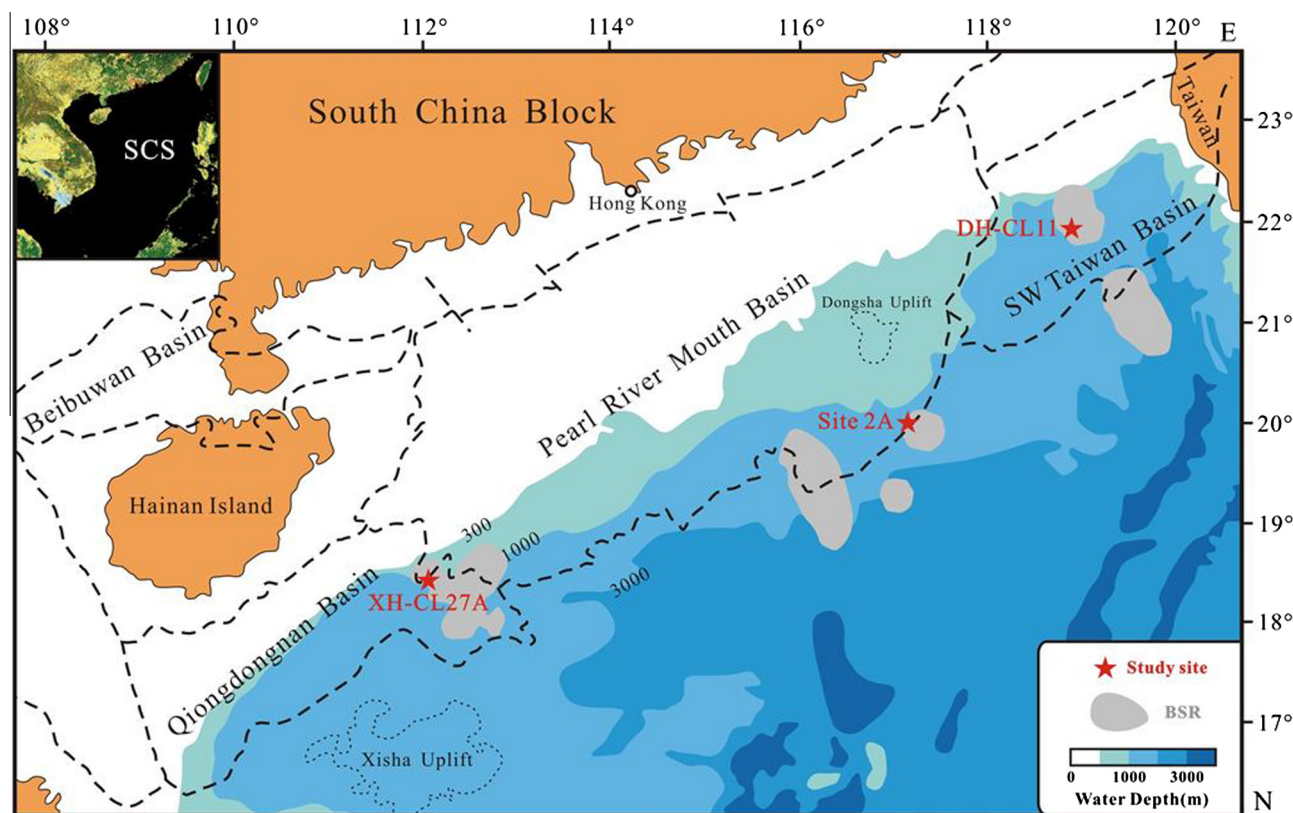 108° 110° 112° 114° 116° 118° 120° E
SCS
South China Block
Taiwan
23°
Hong Kong
22°
DH-CL11
SW Taiwan Basin
Dongsha Uplift
21°
Beibuwan Basin
Pearl River Mouth Basin
Site 2A
20°
Hainan Island
19°
300
1000
3000
XH-CL27A
18°
Qiongdongnan Basin
17°
Xisha Uplift
Study site
BSR
0 1000 3000
Water Depth(m)
N